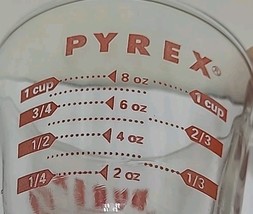 PYREX®
8 oz
1 cup 1 cup
3/4 6 oz
2/3
1/2 4 oz
1/4 2 oz 1/3